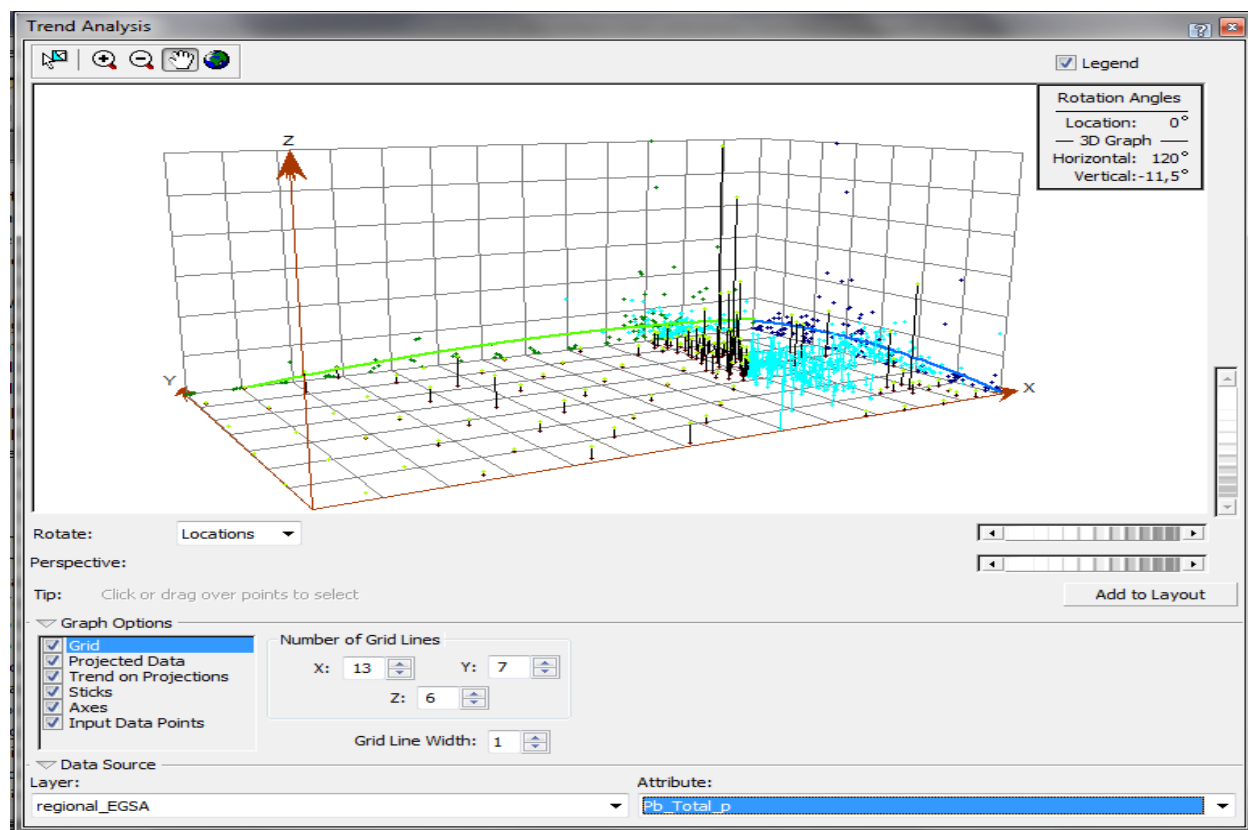 Trend Analysis
Legend
Rotation Angles
Location: 0°
3D Graph
Horizontal: 120°
Vertical:-11,5°
Z
Y
X
Rotate: Locations
Perspective:
Tip: Click or drag over points to select
Add to Layout
Graph Options
Grid
Projected Data
Trend on Projections
Sticks
Axes
Input Data Points
Number of Grid Lines
X: 13 Y: 7
Z: 6
Grid Line Width: 1
Data Source
Layer: Attribute:
regional_EGSA Pb_Total_p